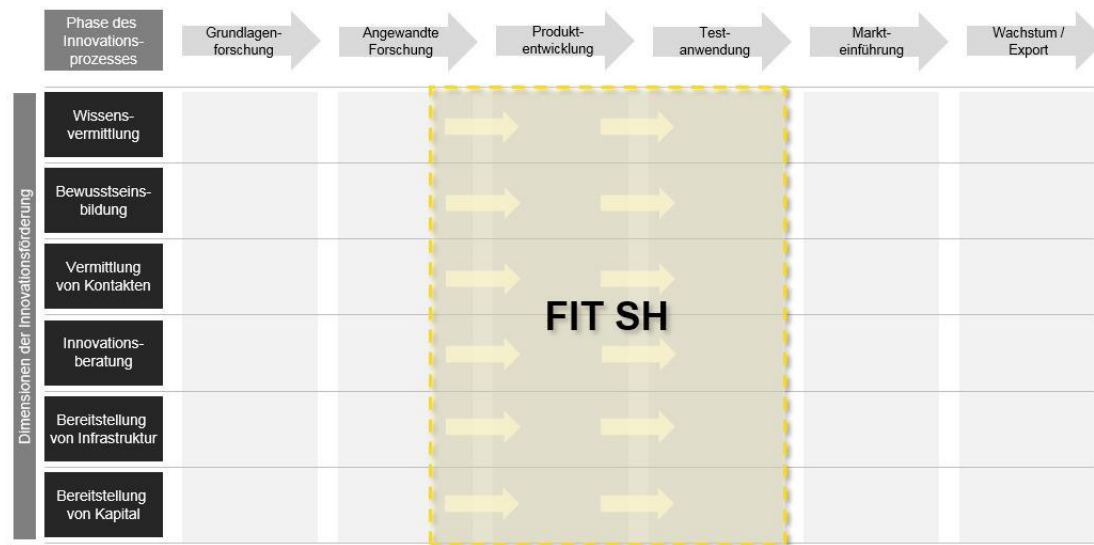 Phase des
Innovations-
prozesses
Grundlagen-
forschung
Angewandte
Forschung
Produkt-
entwicklung
Test-
anwendung
Markt-
einführung
Wachstum /
Export
Dimensionen der Innovationsförderung
Wissens-
vermittlung
Bewusstseins-
bildung
Vermittlung
von Kontakten
Innovations-
beratung
Bereitstellung
von Infrastruktur
Bereitstellung
von Kapital
FIT SH